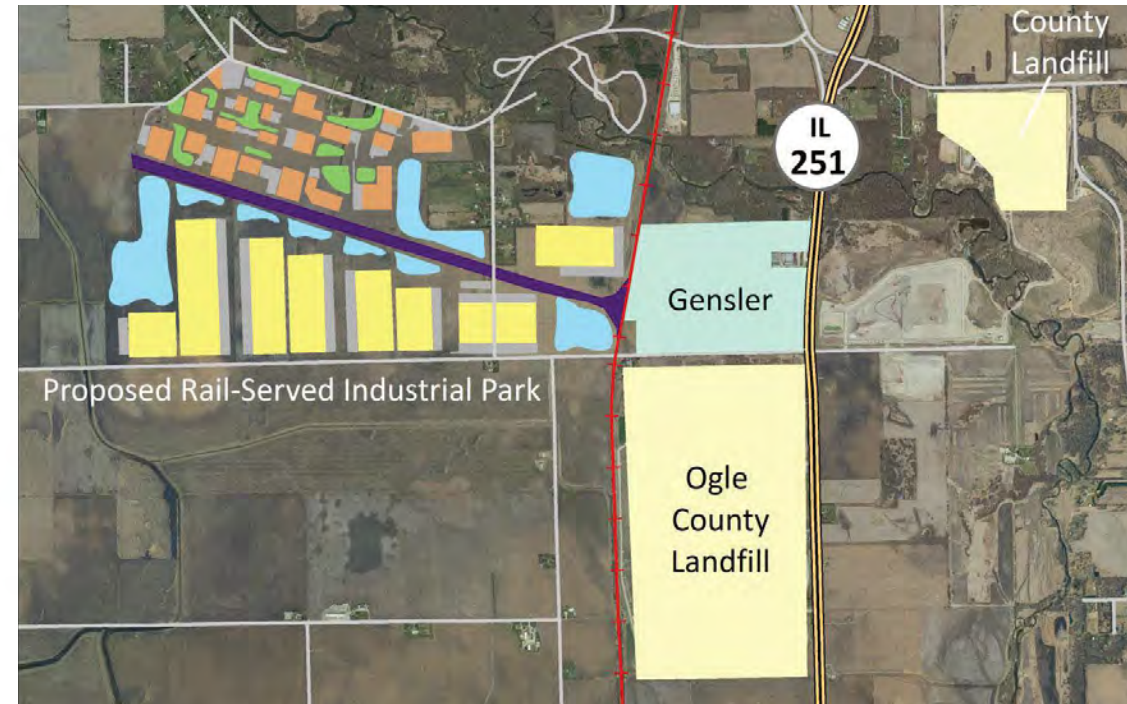 County
Landfill
IL
251
Gensler
Proposed Rail-Served Industrial Park
Ogle
County
Landfill